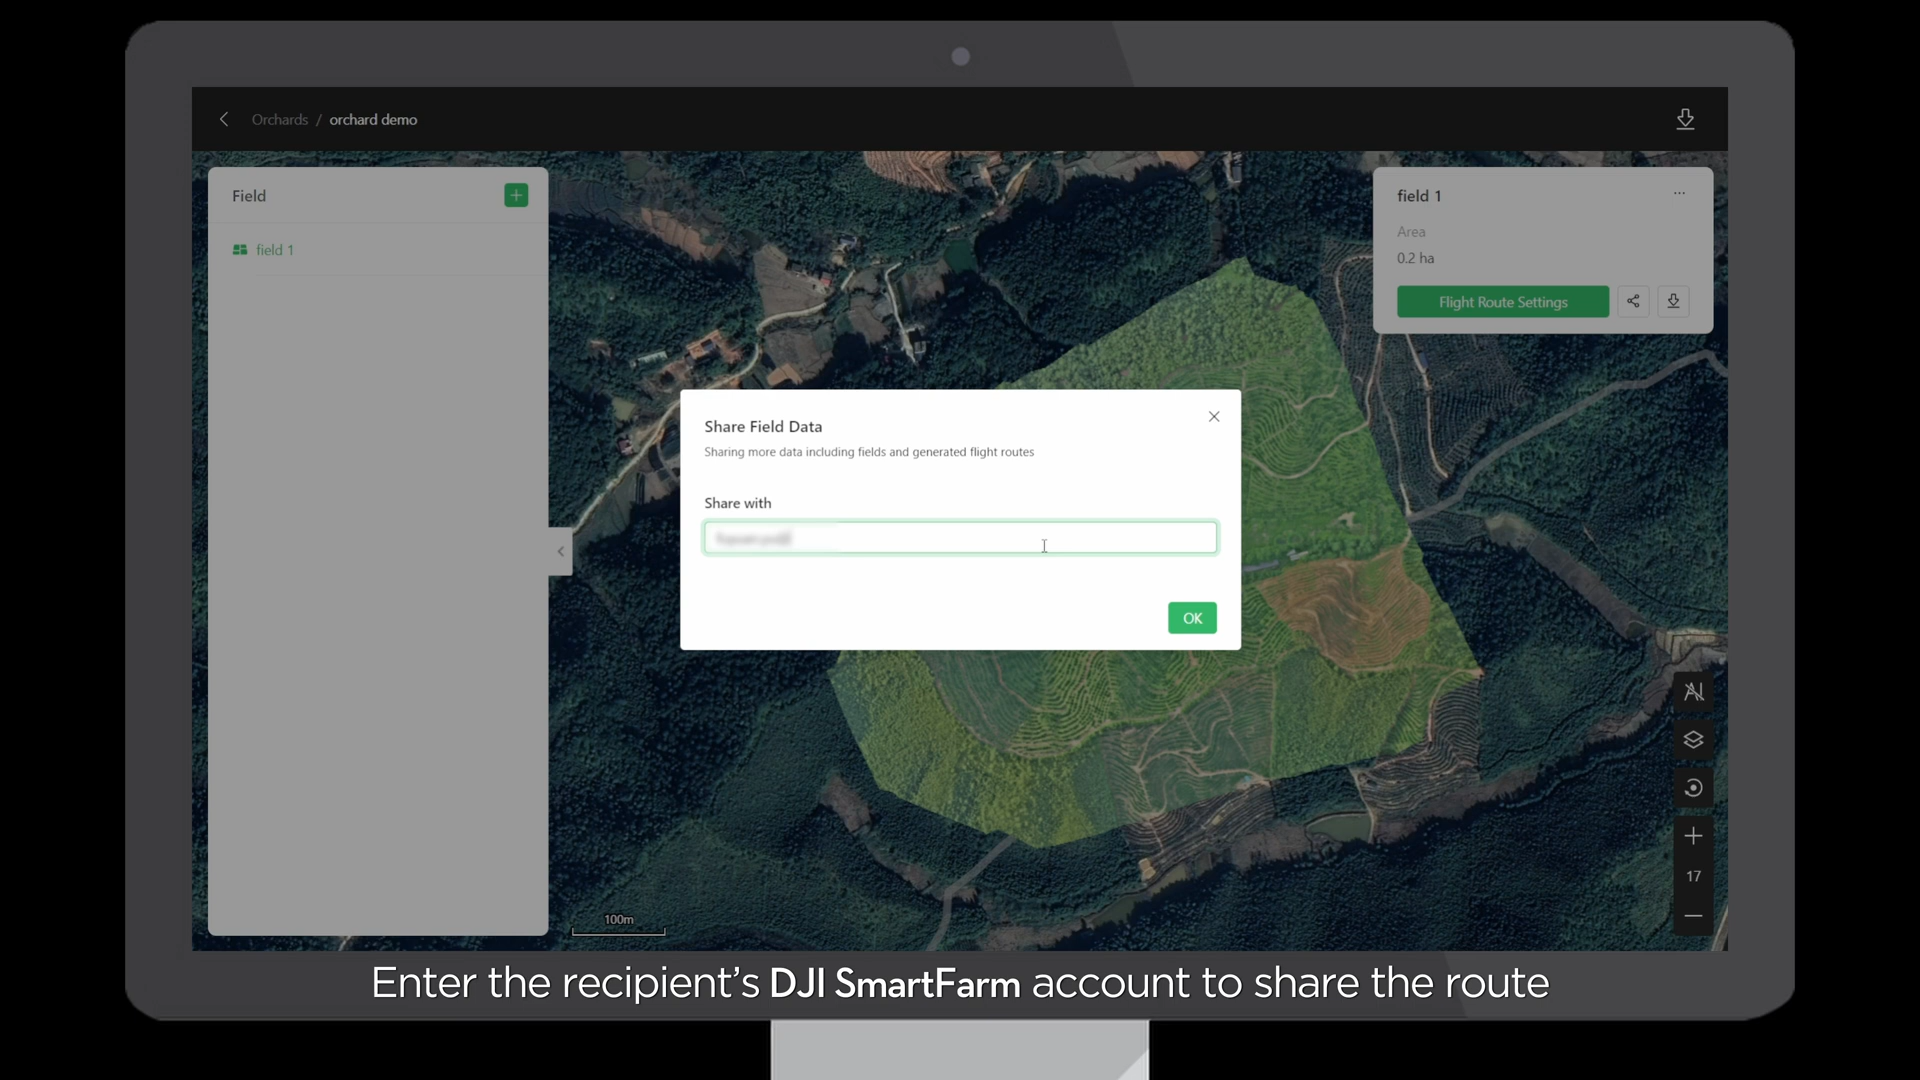 Orchards / orchard demo
Field
field 1
field 1
Area
0.2 ha
Flight Route Settings
Share Field Data
Sharing more data including fields and generated flight routes
Share with
OK
17
100m
Enter the recipient's DJI SmartFarm account to share the route